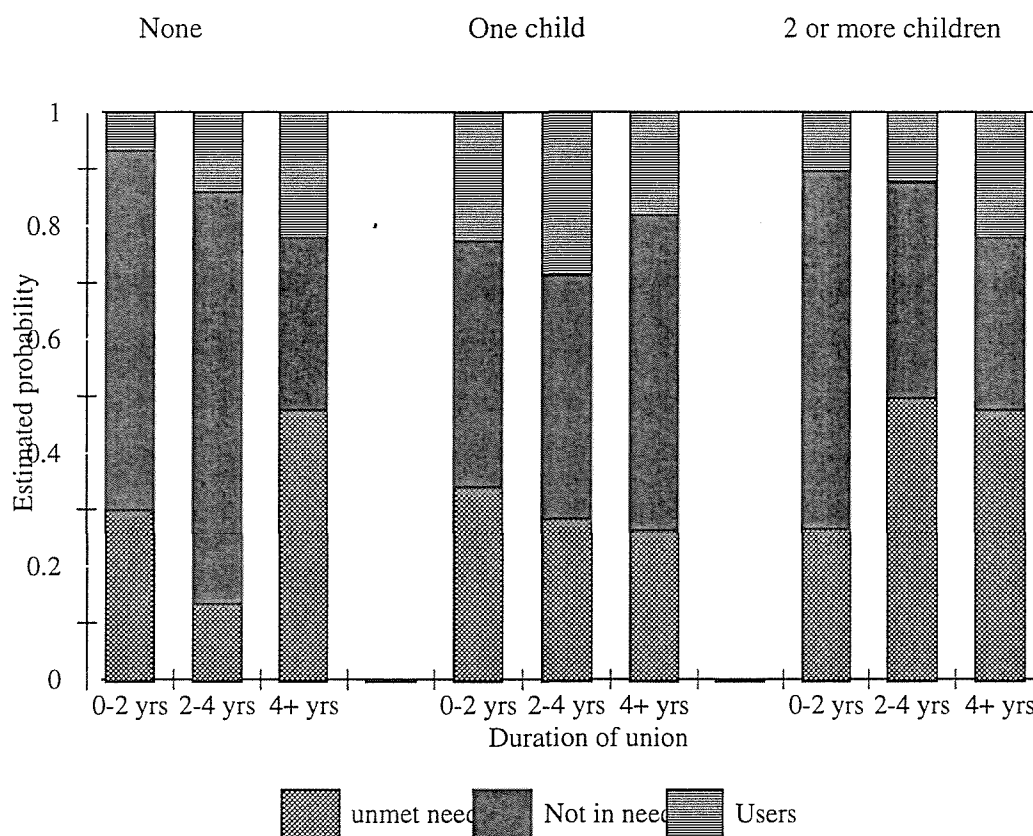 None One child 2 or more children
1
0.8
0.6
0.4
0.2
0
Estimated probability
0-2 yrs 2-4 yrs 4+ yrs 0-2 yrs 2-4 yrs 4+ yrs 0-2 yrs 2-4 yrs 4+ yrs
Duration of union
unmet need Not in need Users